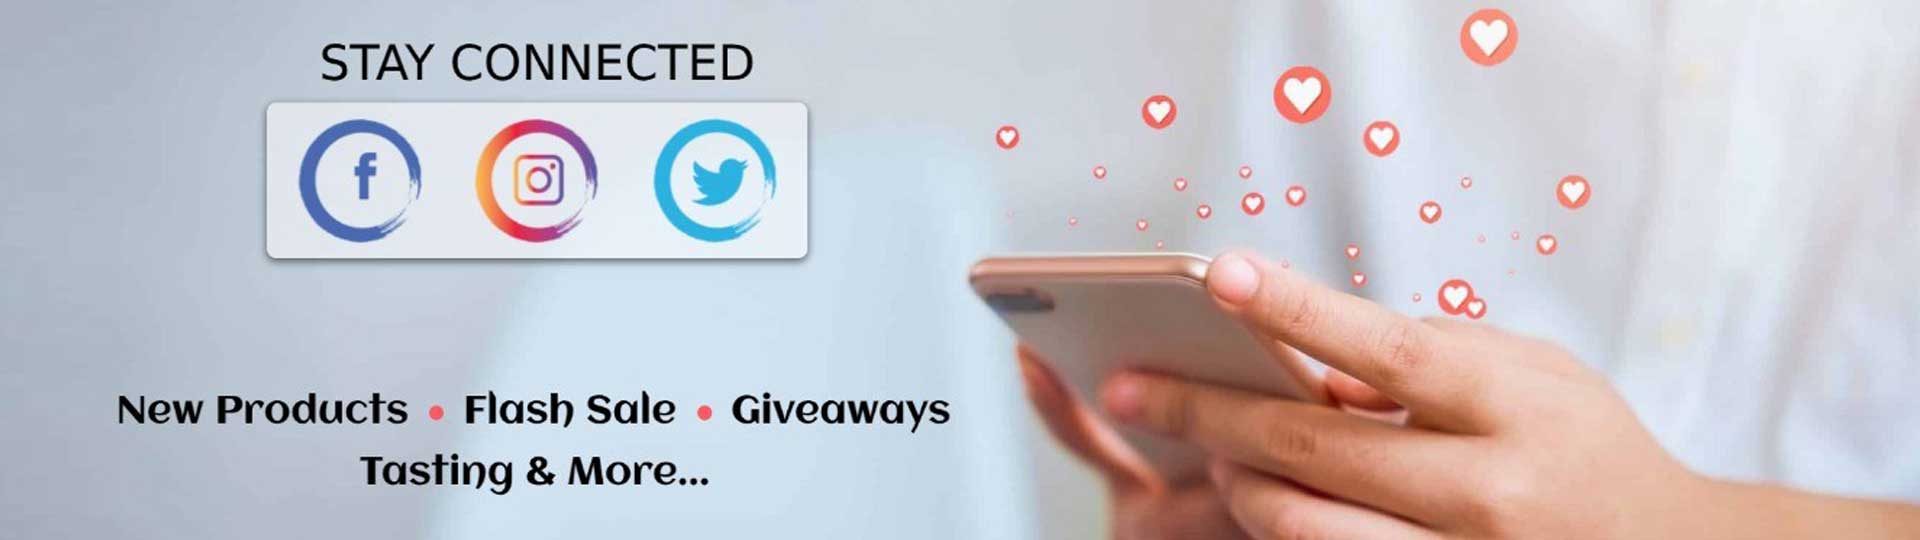 STAY CONNECTED
New Products • Flash Sale • Giveaways
Tasting & More...